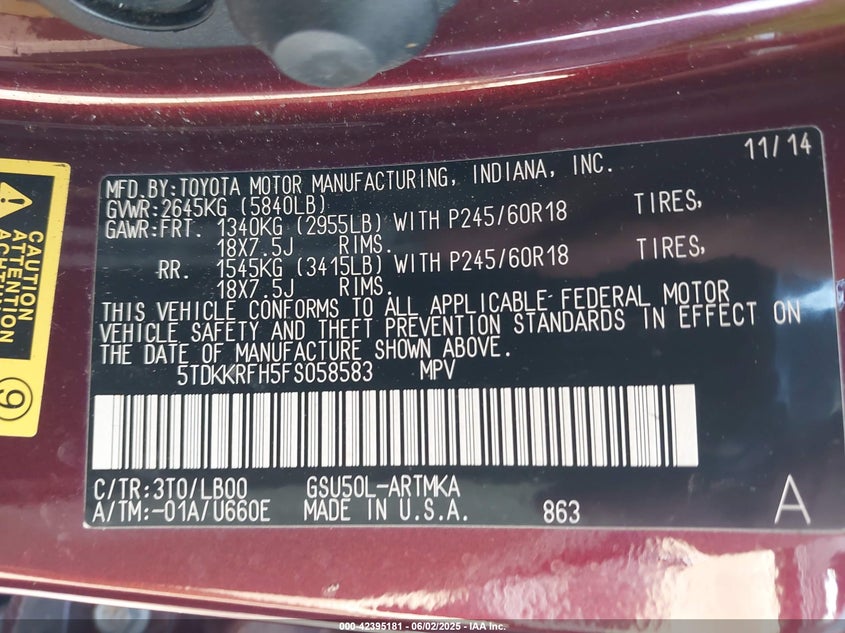 11/14
MFD.BY:TOYOTA MOTOR MANUFACTURING, INDIANA, INC.
GVWR:2645KG (5840LB)
GAWR:FRT. 1340KG (2955LB) WITH P245/60R18 TIRES,
18X7.5J RIMS.
RR. 1545KG (3415LB) WITH P245/60R18 TIRES,
18X7.5J RIMS.
THIS VEHICLE CONFORMS TO ALL APPLICABLE FEDERAL MOTOR
VEHICLE SAFETY AND THEFT PREVENTION STANDARDS IN EFFECT ON
THE DATE OF MANUFACTURE SHOWN ABOVE.
5TDKKRFH5FS058583 MPV
C/TR:3T0/LB00 GSU50L-ARTMKA
A/TM:-01A/U660E MADE IN U.S.A. 863 A
CAUTION
ATTENTION
9
000-42395181 - 06/02/2025 - IAA Inc.